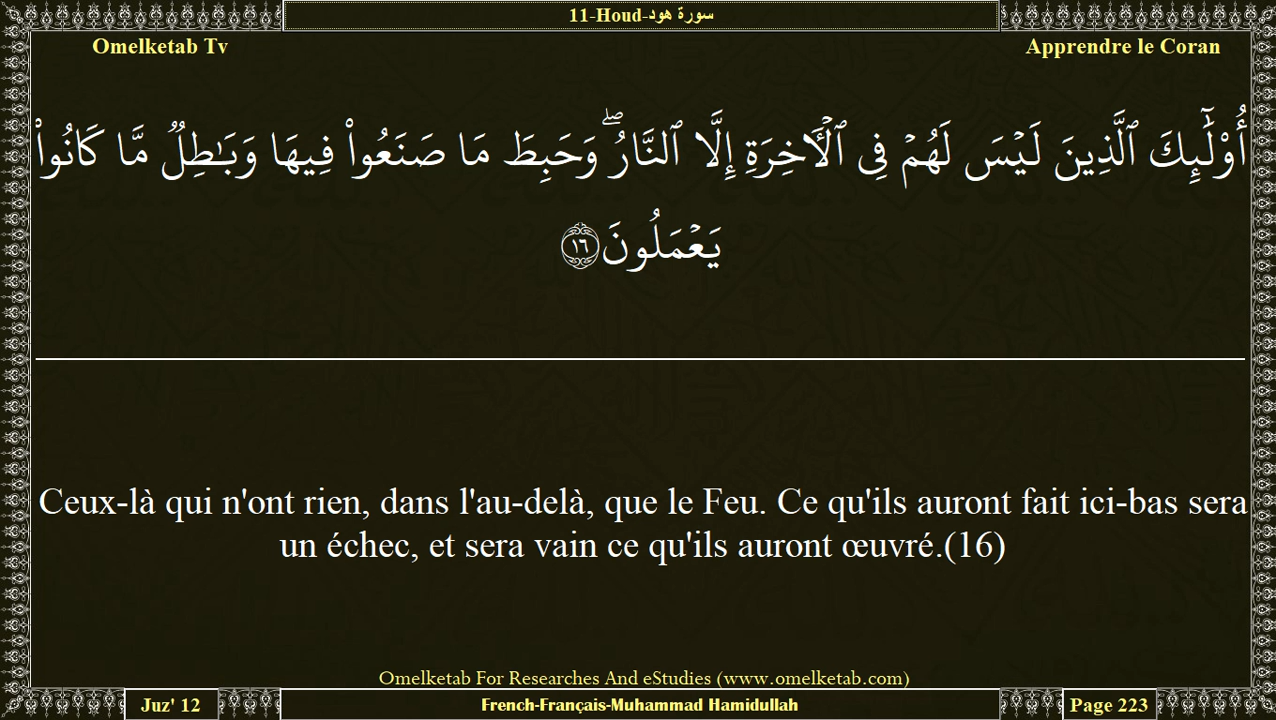 11-Houd-سورة هود
Omelketab Tv
Apprendre le Coran
أُوْلَٰٓئِكَ ٱلَّذِينَ لَيۡسَ لَهُمۡ فِي ٱلۡأٓخِرَةِ إِلَّا ٱلنَّارُۖ وَحَبِطَ مَا صَنَعُواْ فِيهَا وَبَٰطِلٞ مَّا كَانُواْ
يَعۡمَلُونَ ١٦
Ceux-là qui n'ont rien, dans l'au-delà, que le Feu. Ce qu'ils auront fait ici-bas sera
un échec, et sera vain ce qu'ils auront œuvré.(16)
Omelketab For Researches And eStudies (www.omelketab.com)
Juz' 12
French-Français-Muhammad Hamidullah
Page 223